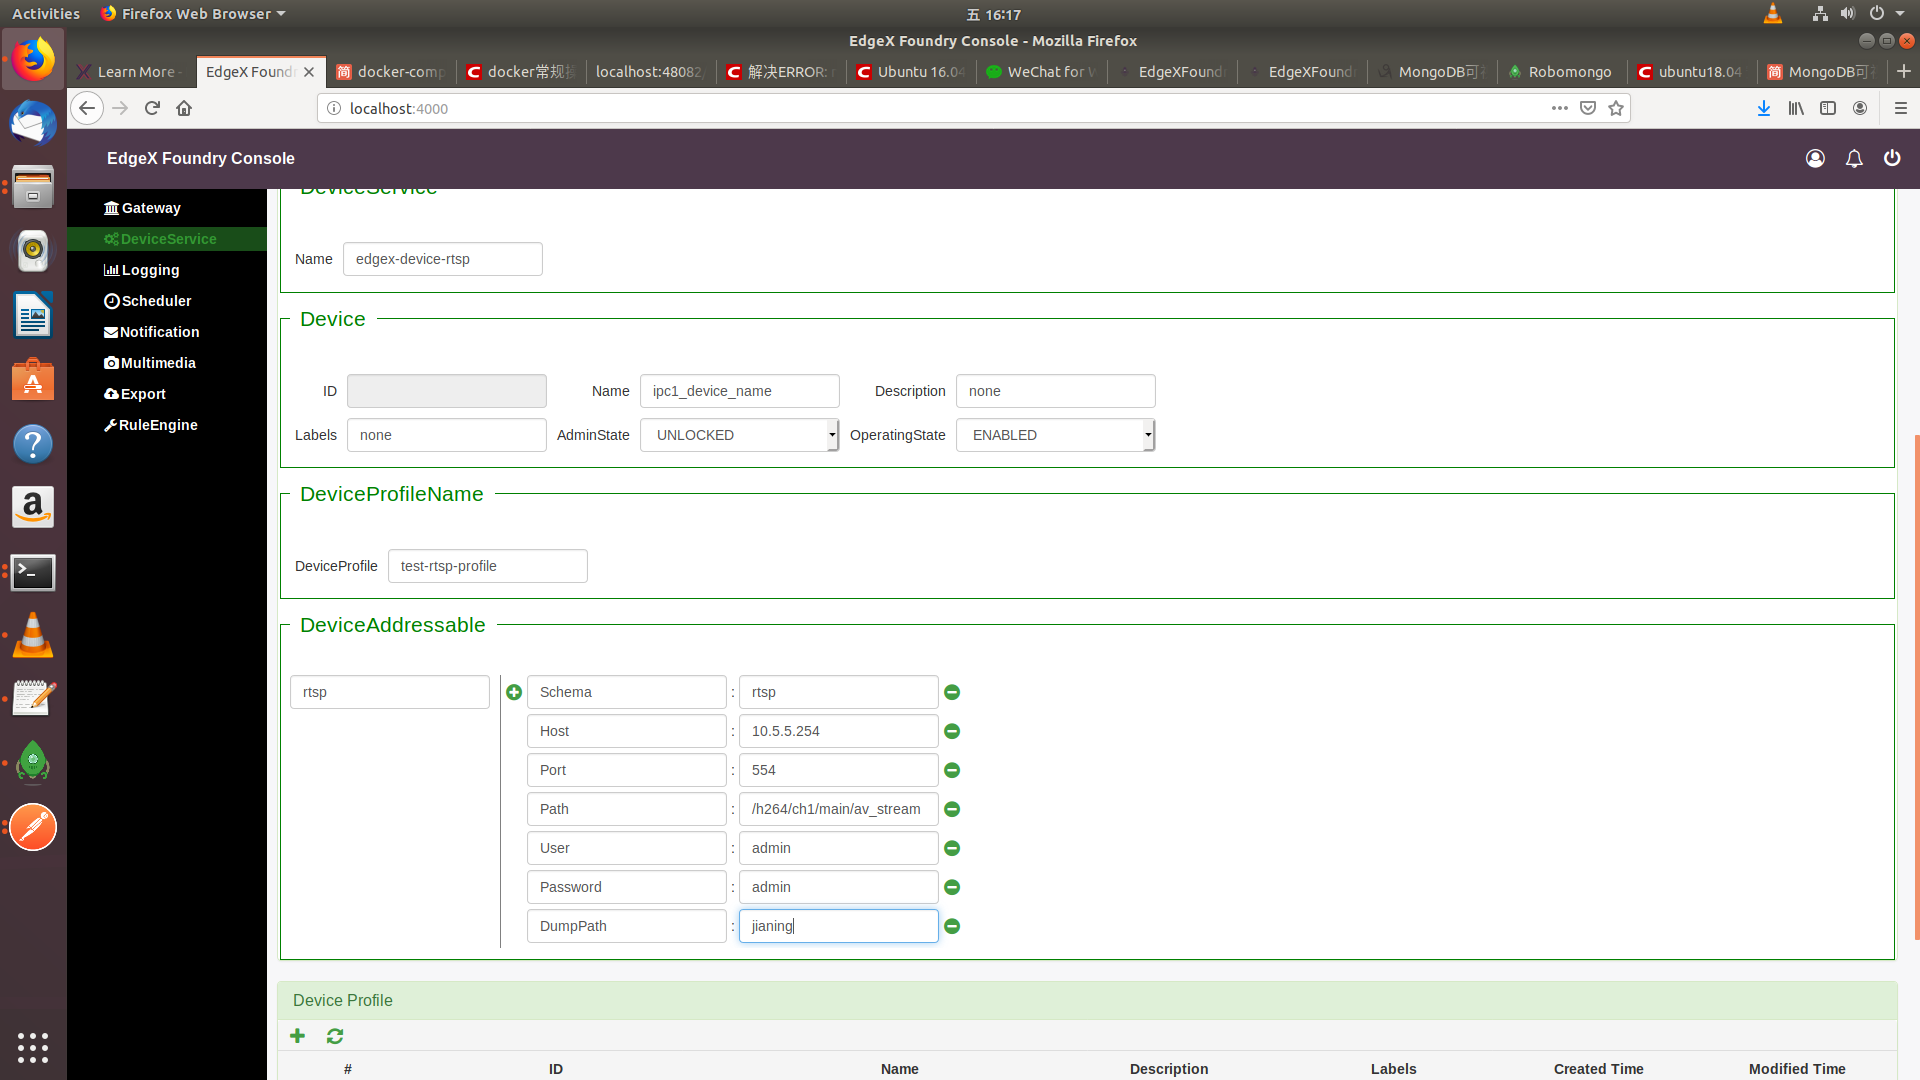 Activities Firefox Web Browser 五 16:17
EdgeX Foundry Console - Mozilla Firefox
Learn More - EdgeX Found docker-comp docker常规 localhost:48082/ 解决ERROR: Ubuntu 16.04 WeChat for EdgeXFound EdgeXFound MongoDB可 Robomongo ubuntu18.04 MongoDB可
localhost:4000
EdgeX Foundry Console
Gateway
DeviceService
Logging
Scheduler
Notification
Multimedia
Export
RuleEngine
DeviceService
Name edgex-device-rtsp
Device
ID Name ipc1_device_name Description none
Labels none AdminState UNLOCKED OperatingState ENABLED
DeviceProfileName
DeviceProfile test-rtsp-profile
DeviceAddressable
rtsp Schema : rtsp
Host : 10.5.5.254
Port : 554
Path : /h264/ch1/main/av_stream
User : admin
Password : admin
DumpPath : jianing
Device Profile
# ID Name Description Labels Created Time Modified Time